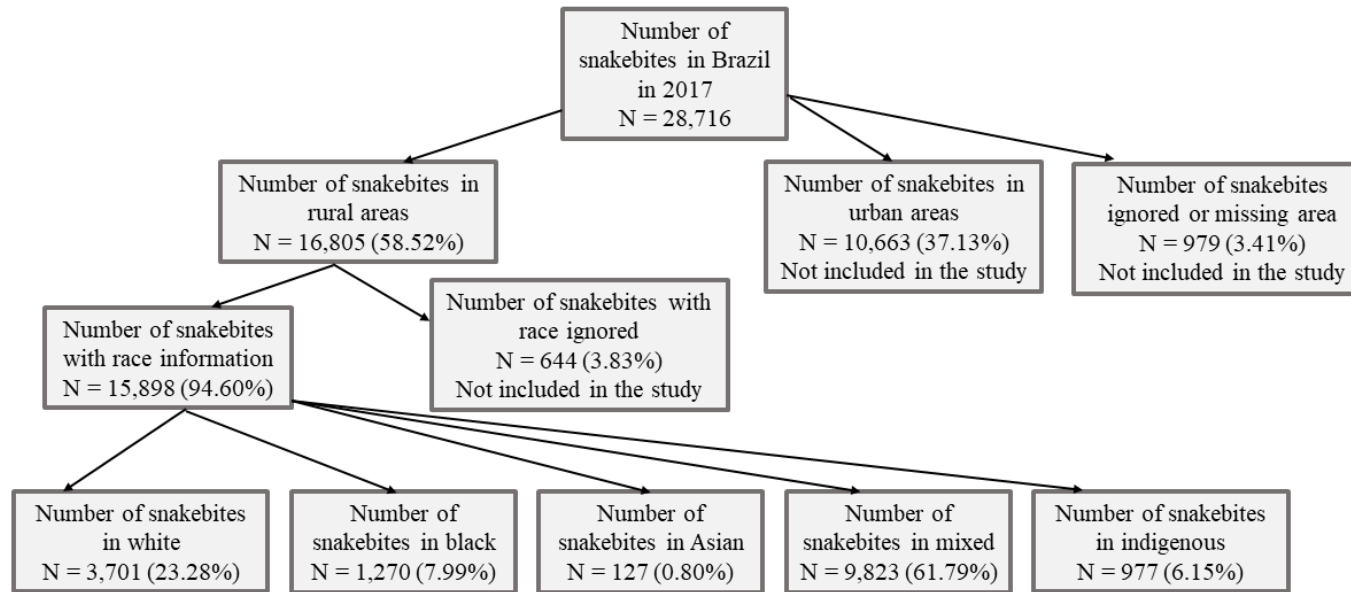 Number of
snakebites in Brazil
in 2017
N = 28,716
Number of snakebites in
rural areas
N = 16,805 (58.52%)
Number of snakebites in
urban areas
N = 10,663 (37.13%)
Not included in the study
Number of snakebites
ignored or missing area
N = 979 (3.41%)
Not included in the study
Number of snakebites
with race information
N = 15,898 (94.60%)
Number of snakebites with
race ignored
N = 644 (3.83%)
Not included in the study
Number of snakebites
in white
N = 3,701 (23.28%)
Number of
snakebites in black
N = 1,270 (7.99%)
Number of
snakebites in Asian
N = 127 (0.80%)
Number of
snakebites in mixed
N = 9,823 (61.79%)
Number of snakebites
in indigenous
N = 977 (6.15%)